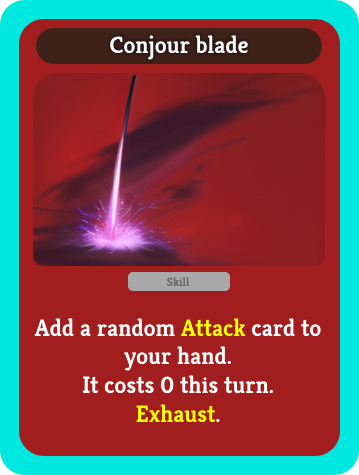 Conjour blade
Skill
Add a random Attack card to
your hand.
It costs 0 this turn.
Exhaust.